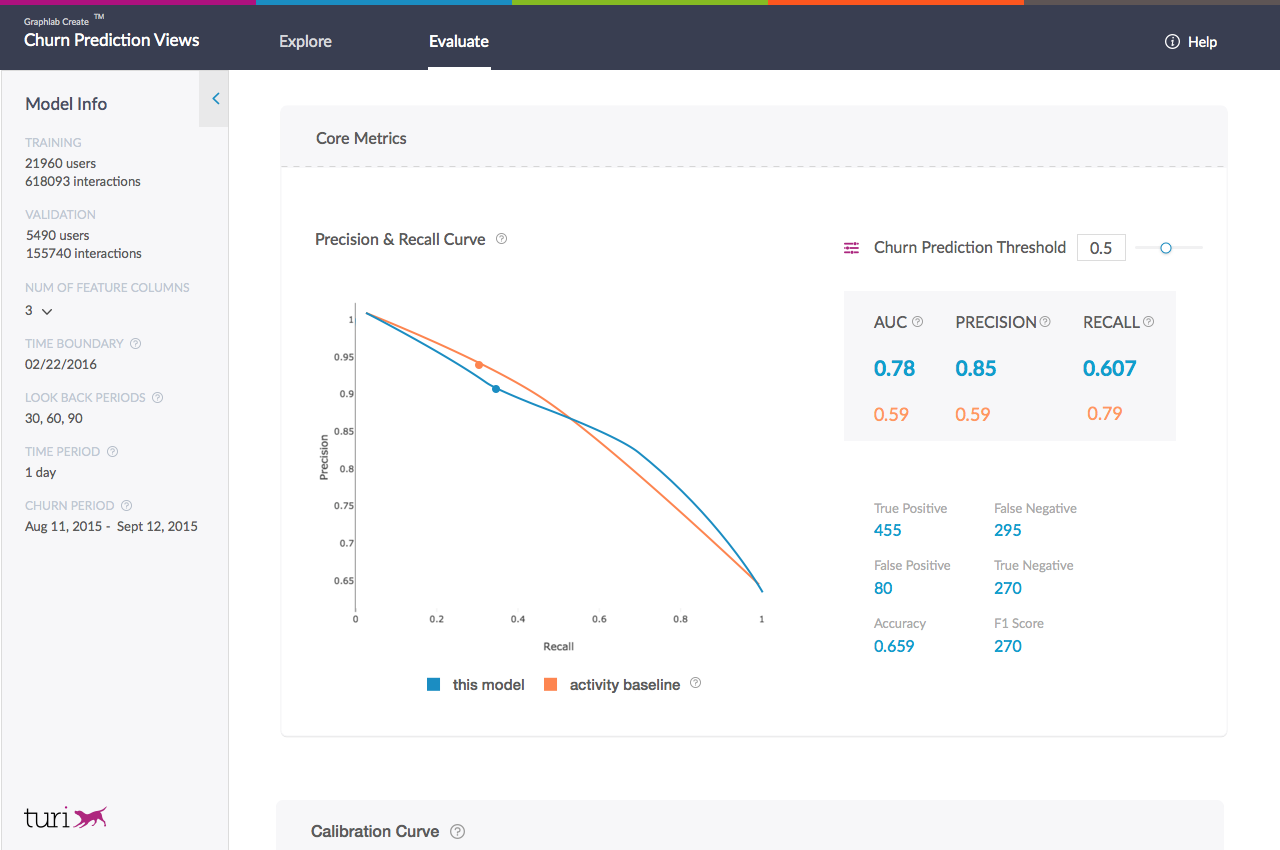 Graphlab Create TM
Churn Prediction Views
Explore
Evaluate
Help
Model Info
TRAINING
21960 users
618093 interactions
VALIDATION
5490 users
155740 interactions
NUM OF FEATURE COLUMNS
3
TIME BOUNDARY ?
02/22/2016
LOOK BACK PERIODS ?
30, 60, 90
TIME PERIOD ?
1 day
CHURN PERIOD ?
Aug 11, 2015 - Sept 12, 2015
turi
Core Metrics
Precision & Recall Curve ?
1
0.95
0.9
0.85
0.8
0.75
0.7
0.65
Precision
0 0.2 0.4 0.6 0.8 1
Recall
this model activity baseline ?
Churn Prediction Threshold 0.5
AUC ? PRECISION ? RECALL ?
0.78 0.85 0.607
0.59 0.59 0.79
True Positive False Negative
455 295
False Positive True Negative
80 270
Accuracy F1 Score
0.659 270
Calibration Curve ?